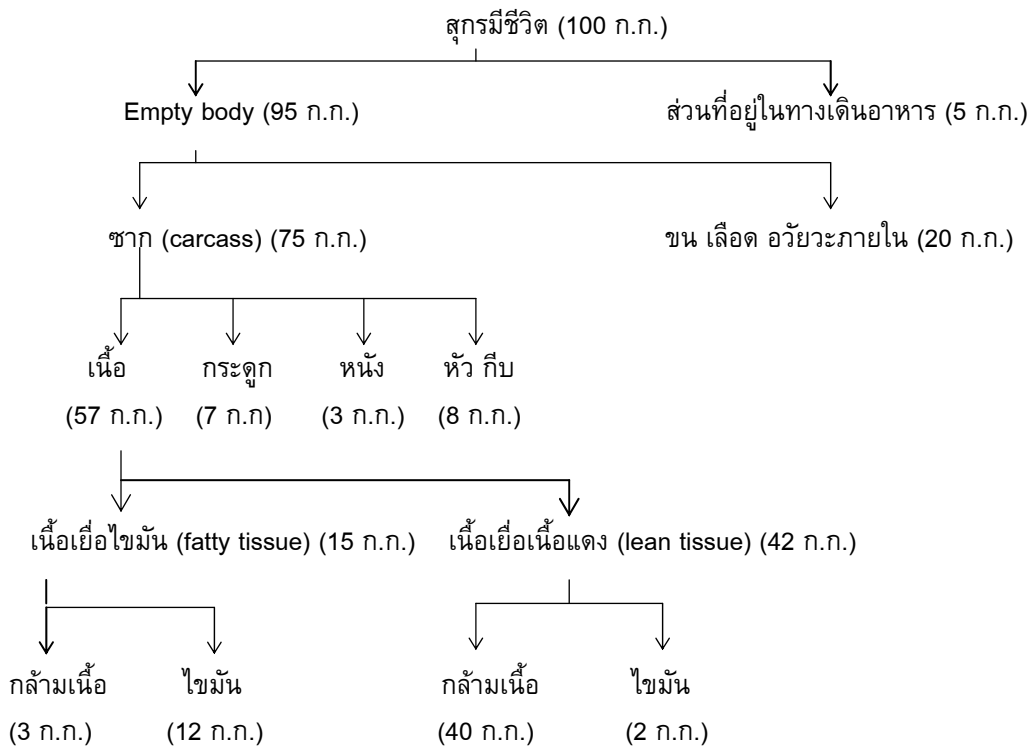 สุกรมีชีวิต (100 ก.ก.)
Empty body (95 ก.ก.) ส่วนที่อยู่ในทางเดินอาหาร (5 ก.ก.)
ซาก (carcass) (75 ก.ก.) ขน เลือด อวัยวะภายใน (20 ก.ก.)
เนื้อ กระดูก หนัง หัว กีบ
(57 ก.ก.) (7 ก.ก) (3 ก.ก.) (8 ก.ก.)
เนื้อเยื่อไขมัน (fatty tissue) (15 ก.ก.) เนื้อเยื่อเนื้อแดง (lean tissue) (42 ก.ก.)
กล้ามเนื้อ ไขมัน กล้ามเนื้อ ไขมัน
(3 ก.ก.) (12 ก.ก.) (40 ก.ก.) (2 ก.ก.)